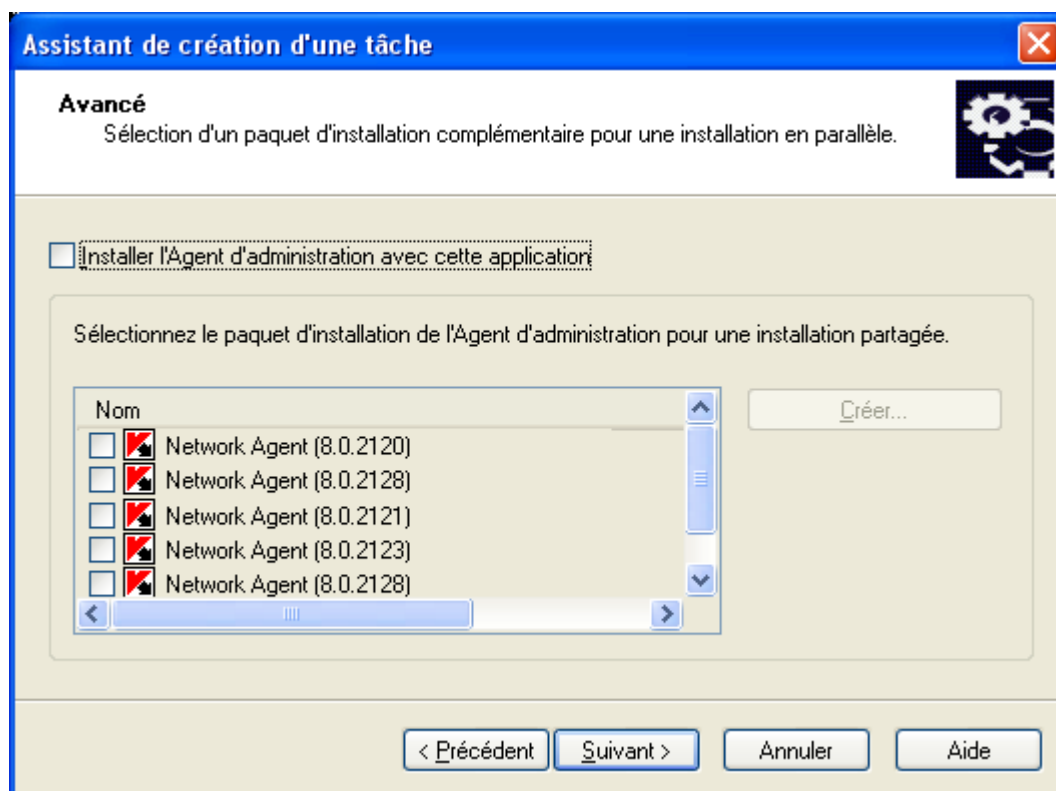 Assistant de création d'une tâche
Avancé
Sélection d'un paquet d'installation complémentaire pour une installation en parallèle.
Installer l'Agent d'administration avec cette application
Sélectionnez le paquet d'installation de l'Agent d'administration pour une installation partagée.
Nom
Créer...
Network Agent (8.0.2120)
Network Agent (8.0.2128)
Network Agent (8.0.2121)
Network Agent (8.0.2123)
Network Agent (8.0.2128)
< Précédent
Suivant >
Annuler
Aide